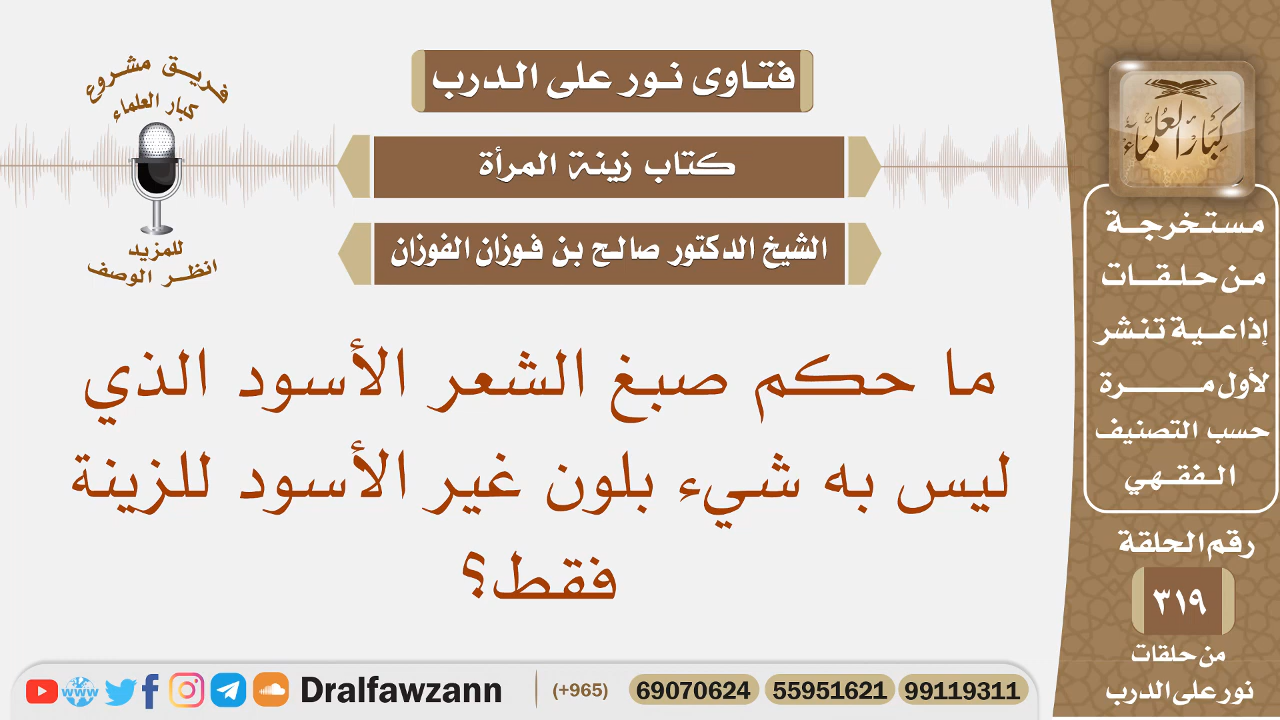 فتاوى نور على الدرب
كتاب زينة المرأة
الشيخ الدكتور صالح بن فوزان الفوزان
ما حكم صبغ الشعر الأسود الذي
ليس به شيء بلون غير الأسود للزينة
فقط؟
فريق مشروع
كبار العلماء
للمزيد
انظر الوصف
كبار العلماء
مستخرجة
من حلقات
إذاعية تنشر
لأول مرة
حسب التصنيف
الفقهي
رقم الحلقة
٣١٩
من حلقات
نور على الدرب
www Dralfawzann (+965) 69070624 55951621 99119311